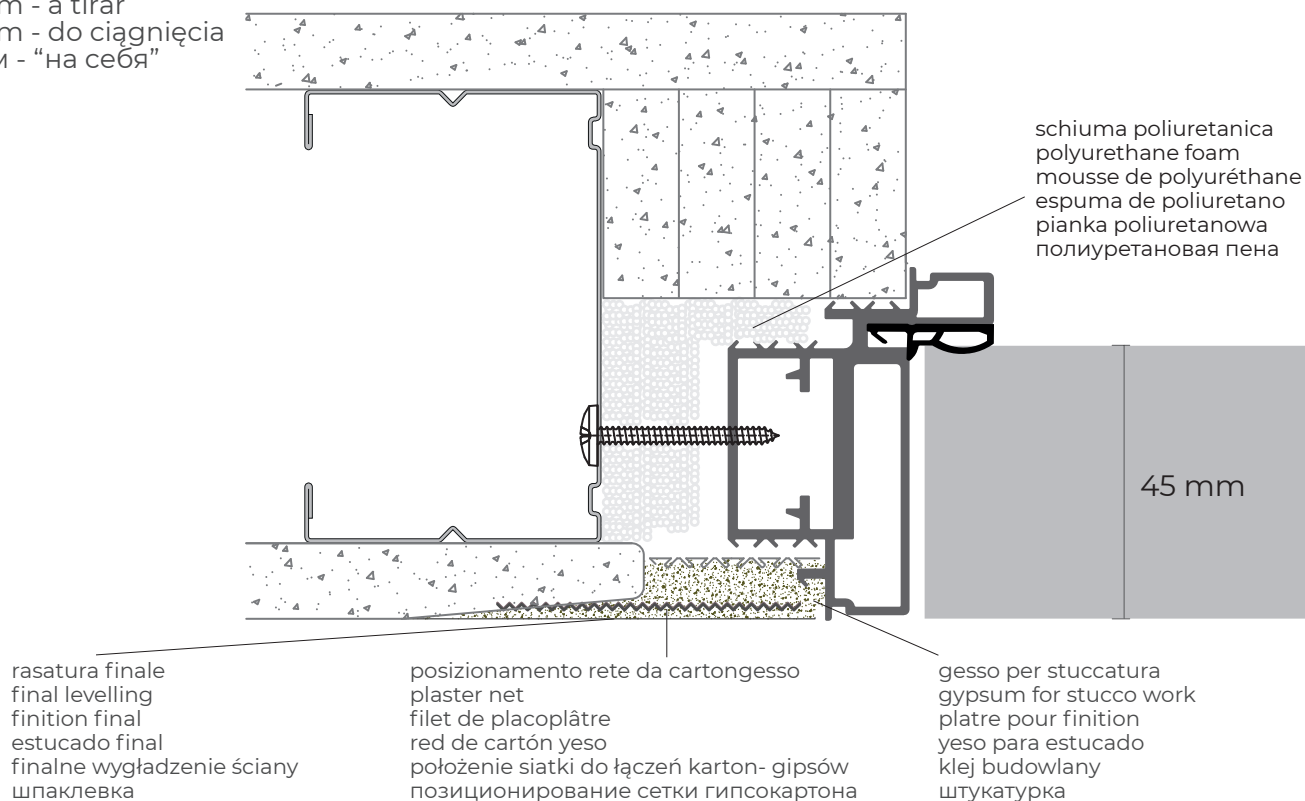 m - a tirar
m - do ciągnięcia
м - “на себя”
schiuma poliuretanica
polyurethane foam
mousse de polyuréthane
espuma de poliuretano
pianka poliuretanowa
полиуретановая пена
45 mm
rasatura finale
final levelling
finition final
estucado final
finalne wygładzenie ściany
шпаклевка
posizionamento rete da cartongesso
plaster net
filet de placoplâtre
red de cartón yeso
położenie siatki do łączeń karton- gipsów
позиционирование сетки гипсокартона
gesso per stuccatura
gypsum for stucco work
platre pour finition
yeso para estucado
klej budowlany
штукатурка